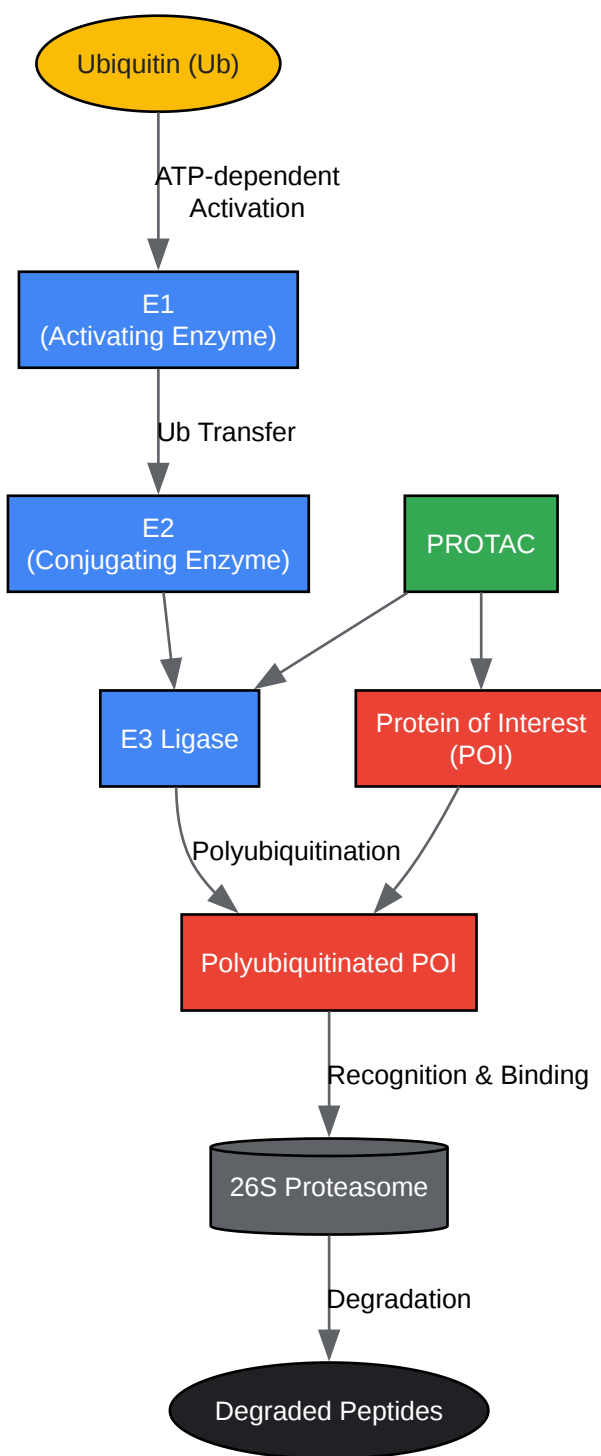 Ubiquitin (Ub)
ATP-dependent
Activation
E1
(Activating Enzyme)
Ub Transfer
E2
(Conjugating Enzyme)
PROTAC
E3 Ligase
Protein of Interest
(POI)
Polyubiquitination
Polyubiquitinated POI
Recognition & Binding
26S Proteasome
Degradation
Degraded Peptides